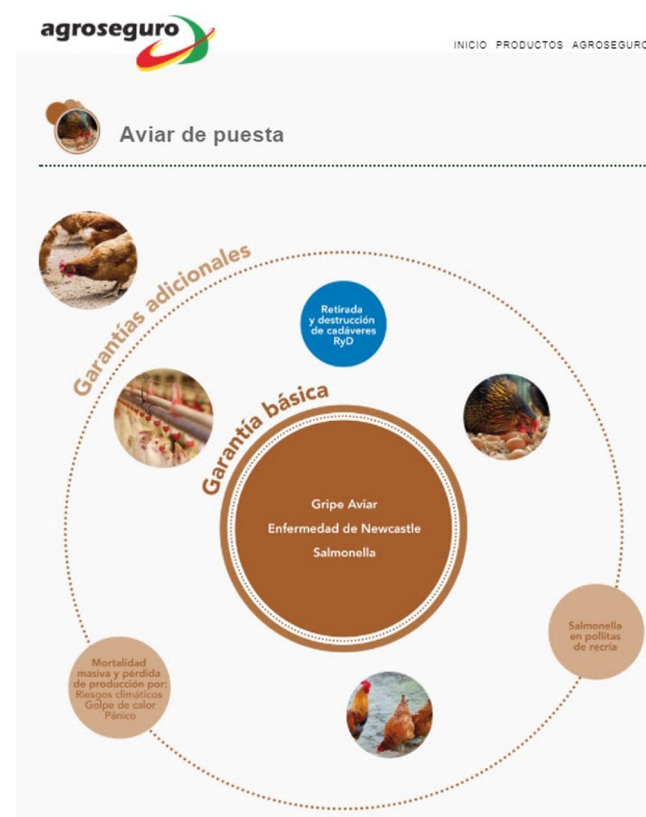 agroseguro
INICIO PRODUCTOS AGROSEGURO
Aviar de puesta
Garantías adicionales
Retirada
y destrucción
de cadáveres
RyD
Garantía básica
Gripe Aviar
Enfermedad de Newcastle
Salmonella
Salmonella
en pollitas
de recría
Mortalidad
masiva y pérdida
de producción por:
Riesgos climáticos
Golpe de calor
Pánico